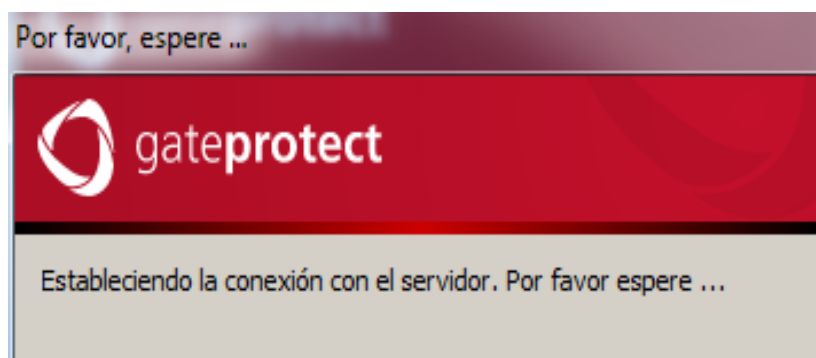 Por favor, espere ...
gateprotect
Estableciendo la conexión con el servidor. Por favor espere ...